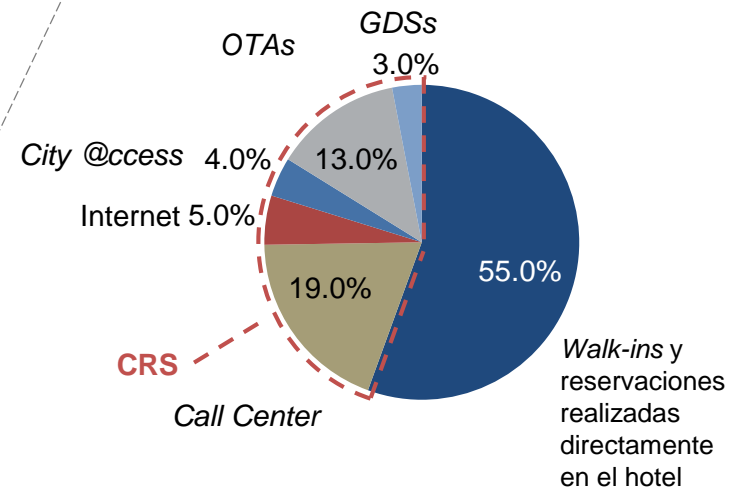 GDSs
OTAs
3.0%
City @ccess 4.0%
13.0%
Internet 5.0%
55.0%
19.0%
CRS
Call Center
Walk-ins y
reservaciones
realizadas
directamente
en el hotel